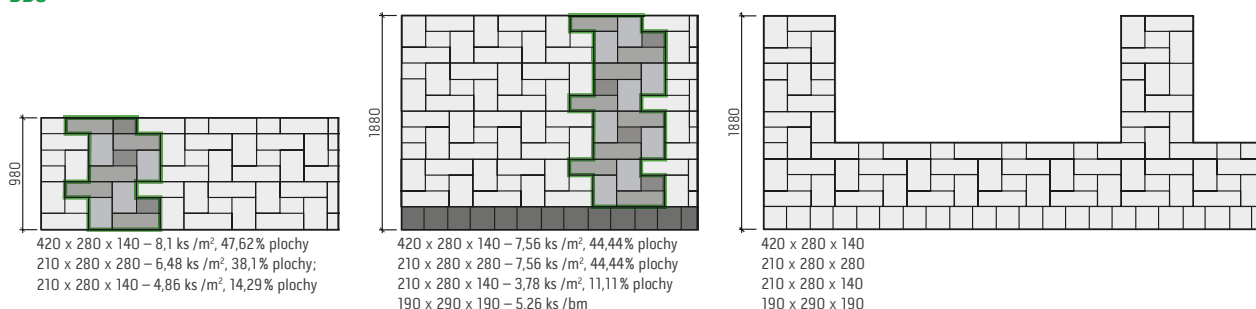 980
420 x 280 x 140 – 8,1 ks /m², 47,62% plochy
210 x 280 x 280 – 6,48 ks /m², 38,1% plochy;
210 x 280 x 140 – 4,86 ks /m², 14,29% plochy
1880
420 x 280 x 140 – 7,56 ks /m², 44,44% plochy
210 x 280 x 280 – 7,56 ks /m², 44,44% plochy
210 x 280 x 140 – 3,78 ks /m², 11,11% plochy
190 x 290 x 190 – 5,26 ks /bm
1880
420 x 280 x 140
210 x 280 x 280
210 x 280 x 140
190 x 290 x 190